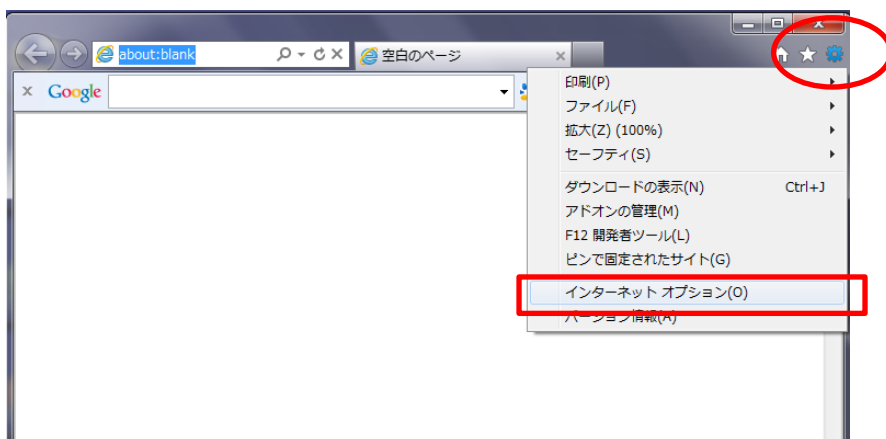 about:blank
空白のページ
Google
印刷(P)
ファイル(F)
拡大(Z) (100%)
セーフティ(S)
ダウンロードの表示(N) Ctrl+J
アドオンの管理(M)
F12 開発者ツール(L)
ピンで固定されたサイト(G)
インターネット オプション(O)
バージョン情報(A)